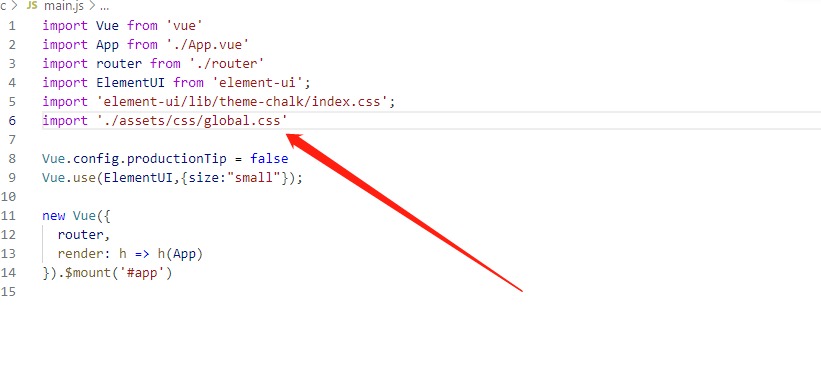 c > JS main.js > ...
1 import Vue from 'vue'
2 import App from './App.vue'
3 import router from './router'
4 import ElementUI from 'element-ui';
5 import 'element-ui/lib/theme-chalk/index.css';
6 import './assets/css/global.css'
7
8 Vue.config.productionTip = false
9 Vue.use(ElementUI,{size:"small"});
10
11 new Vue({
12 router,
13 render: h => h(App)
14 }).$mount('#app')
15